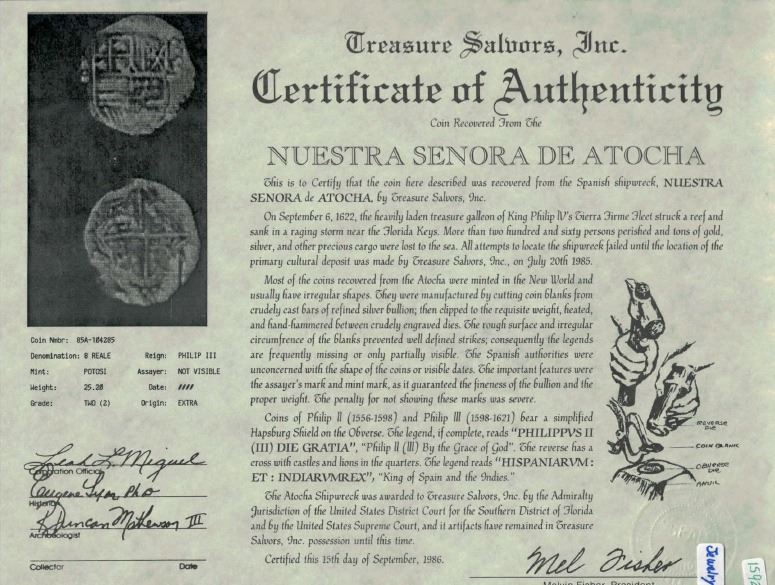 Treasure Salvors, Inc.
Certificate of Authenticity
Coin Recovered From The
NUESTRA SENORA DE ATOCHA
This is to Certify that the coin here described was recovered from the Spanish shipwreck, NUESTRA
SENORA de ATOCHA, by Treasure Salvors, Inc.
On September 6, 1622, the heavily laden treasure galleon of King Philip IV's Tierra Firme Fleet struck a reef and
sank in a raging storm near the Florida Keys. More than two hundred and sixty persons perished and tons of gold,
silver, and other precious cargo were lost to the sea. All attempts to locate the shipwreck failed until the location of the
primary cultural deposit was made by Treasure Salvors, Inc., on July 20th 1985.
Most of the coins recovered from the Atocha were minted in the New World and
usually have irregular shapes. They were manufactured by cutting coin blanks from
crudely cast bars of refined silver bullion; then clipped to the requisite weight, heated,
and hand-hammered between crudely engraved dies. The rough surface and irregular
circumfrence of the blanks prevented well defined strikes; consequently the legends
are frequently missing or only partially visible. The Spanish authorities were
unconcerned with the shape of the coins or visible dates. The important features were
the assayer's mark and mint mark, as it guaranteed the fineness of the bullion and the
proper weight. The penalty for not showing these marks was severe.
Coins of Philip II (1556-1598) and Philip III (1598-1621) bear a simplified
Hapsburg Shield on the Obverse. The legend, if complete, reads "PHILIPPVS II
(III) DIE GRATIA", "Philip II (III) By the Grace of God". The reverse has a
cross with castles and lions in the quarters. The legend reads "HISPANIARVM :
ET : INDIARVMREX", "King of Spain and the Indies."
The Atocha Shipwreck was awarded to Treasure Salvors, Inc. by the Admiralty
Jurisdiction of the United States District Court for the Southern District of Florida
and by the United States Supreme Court, and it artifacts have remained in Treasure
Salvors, Inc. possession until this time.
Certified this 15th day of September, 1986.
REVERSE DIE
COIN BLANK
OBVERSE DIE
ANVIL
Mel Fisher
Melvin Fisher, President
Coin Nmbr: 85A-104285
Denomination: 8 REALE Reign: PHILIP III
Mint: POTOSI Assayer: NOT VISIBLE
Weight: 25.20 Date: ####
Grade: TWO (2) Origin: EXTRA
Leah L. Miguel
Corporation Official
Eugene Lyon PhD
Historian
R Duncan Mathewson III
Archaeologist
Collector Date
Jewelry
1592